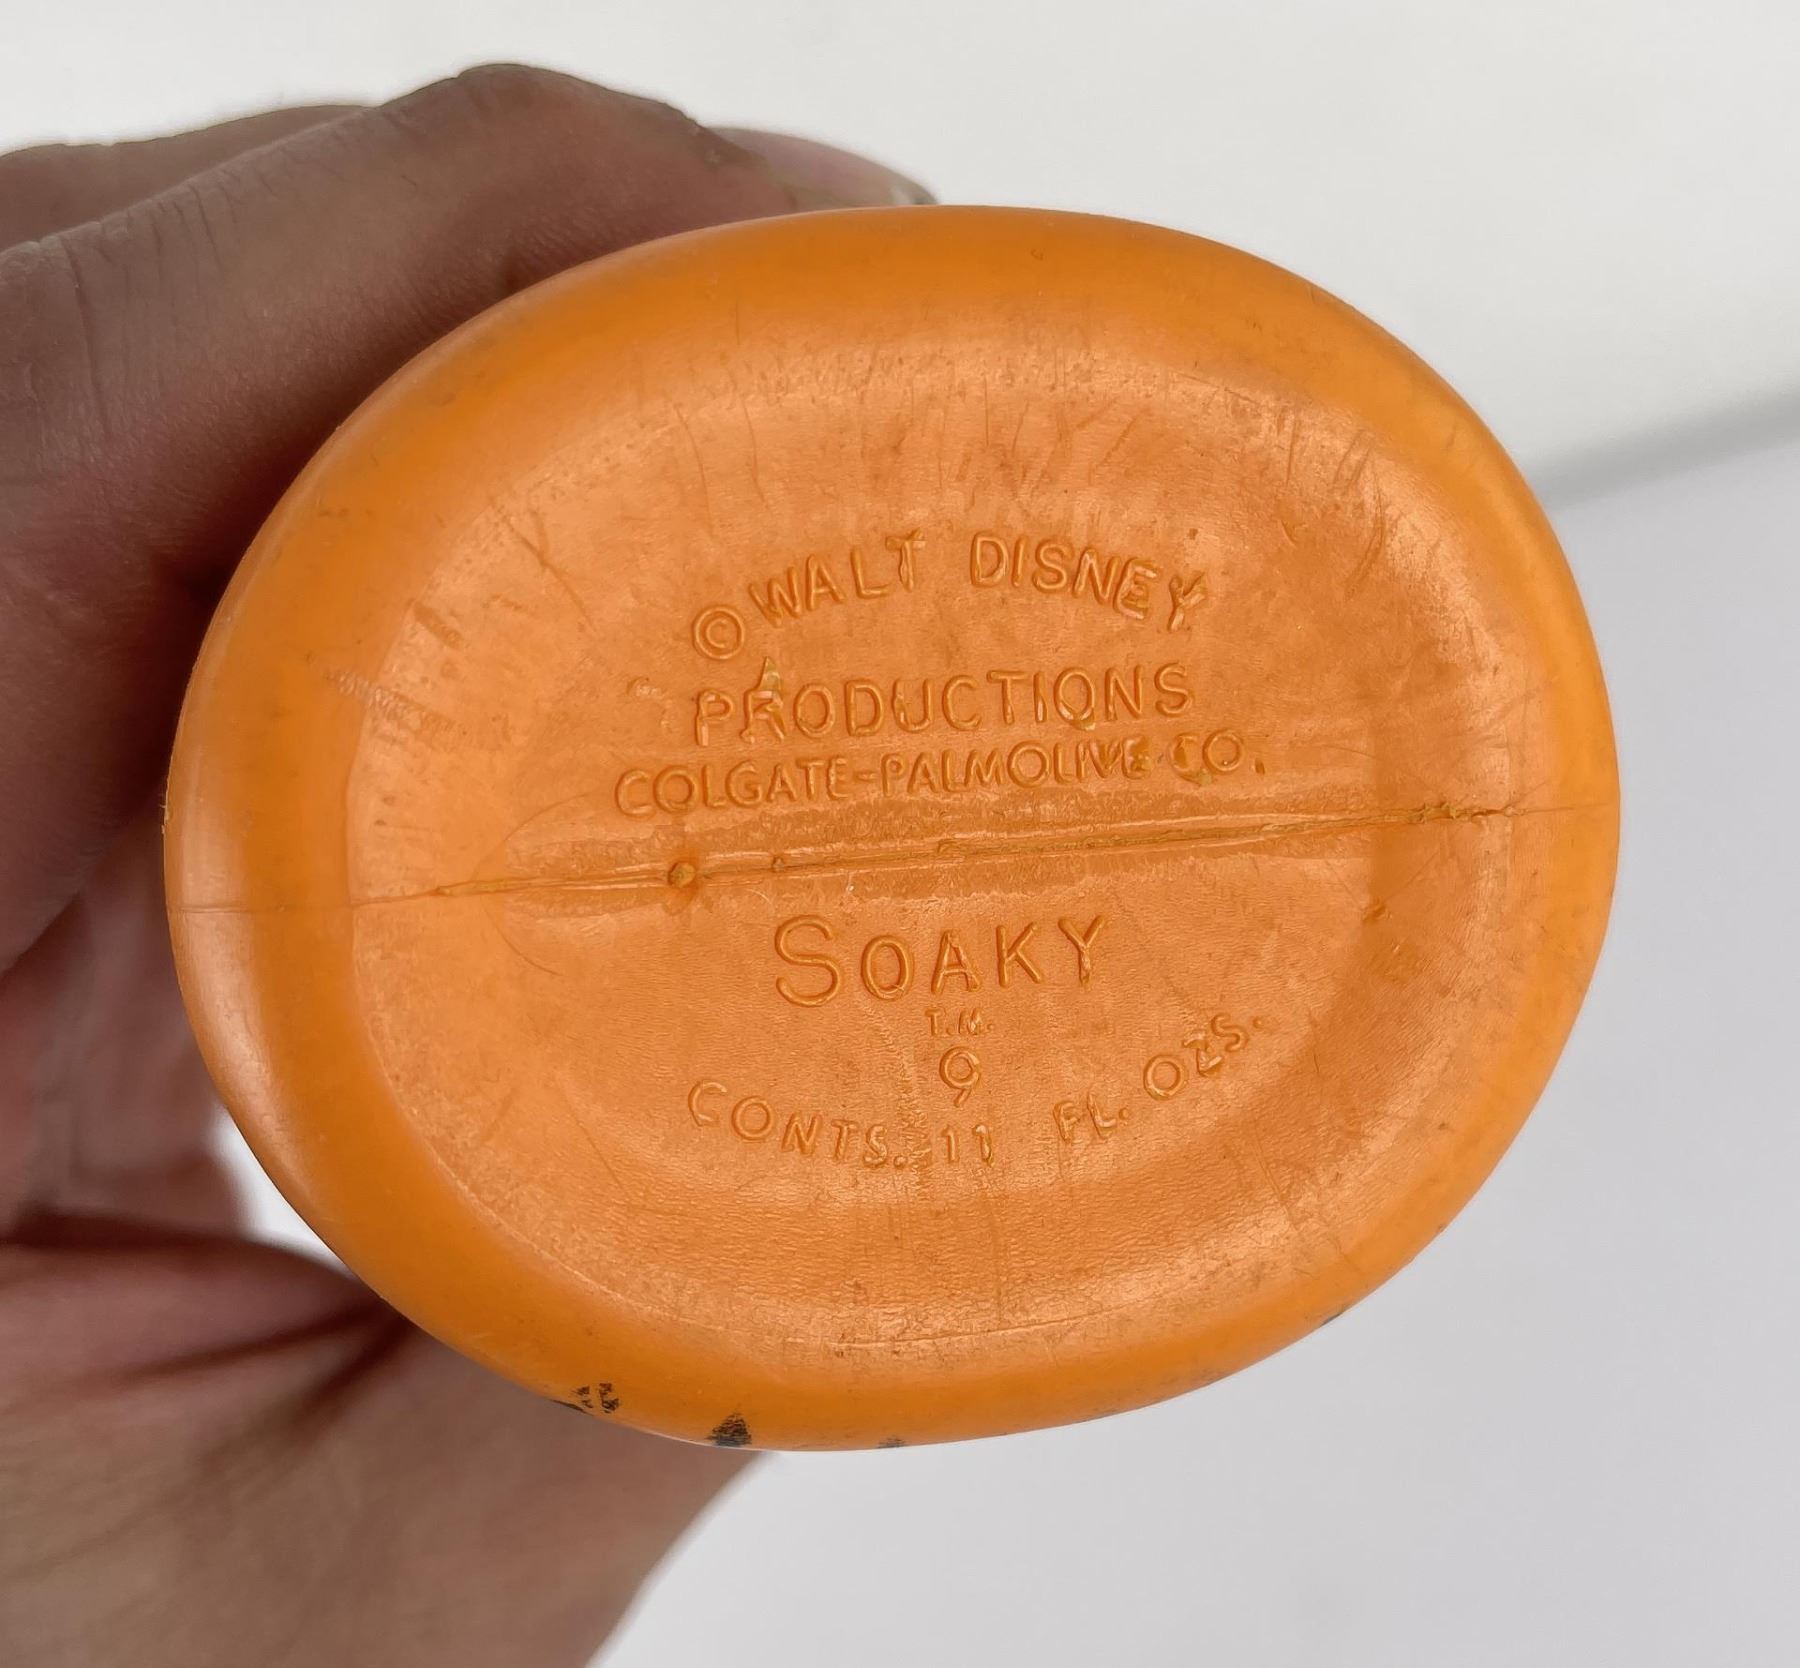 © WALT DISNEY
PRODUCTIONS
COLGATE-PALMOLIVE CO.
SOAKY
T.M.
9
CONTS. 11 FL. OZS.